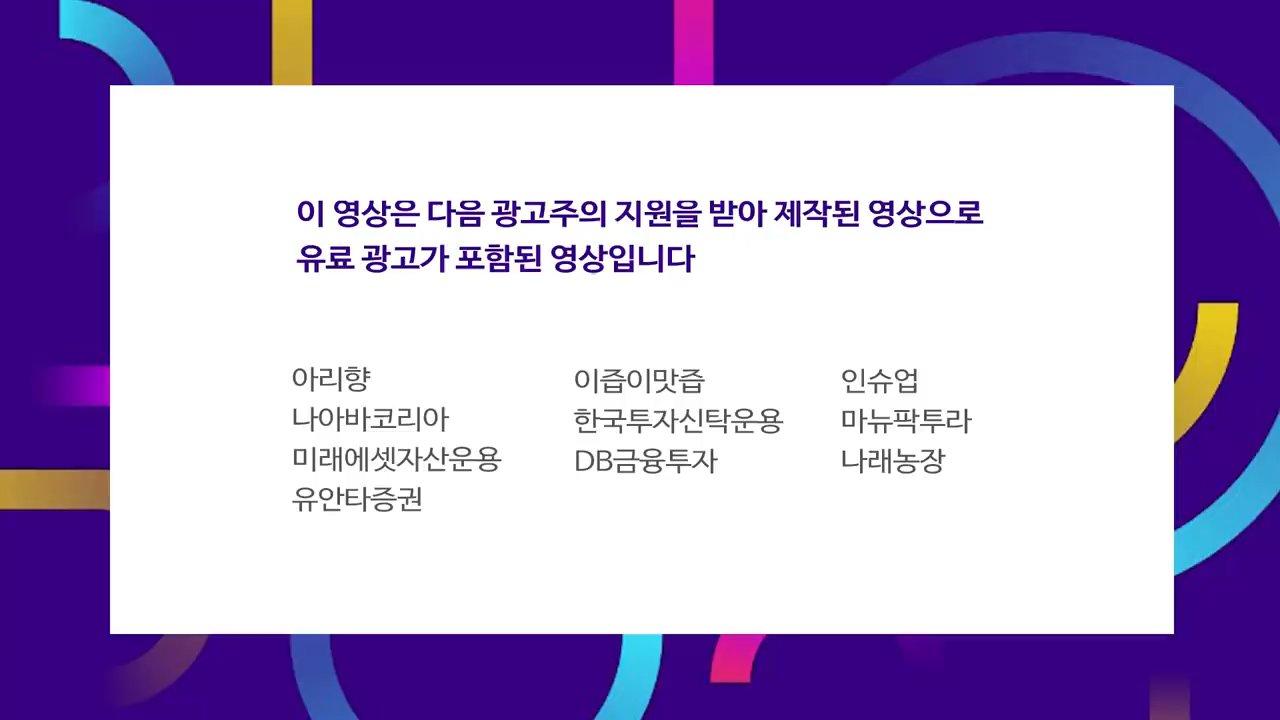 이 영상은 다음 광고주의 지원을 받아 제작된 영상으로
유료 광고가 포함된 영상입니다
아리향
나아바코리아
미래에셋자산운용
유안타증권
이즙이맛즙
한국투자신탁운용
DB금융투자
인슈업
마뉴팍투라
나래농장